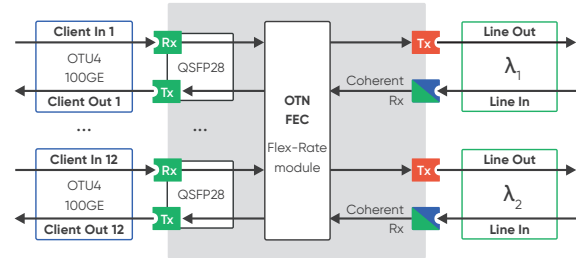 Client In 1
OTU4
100GE
Client Out 1
...
Client In 12
OTU4
100GE
Client Out 12
Rx
QSFP28
Tx
...
Rx
QSFP28
Tx
OTN
FEC
Flex-Rate
module
Tx
Coherent
Rx
Tx
Coherent
Rx
Line Out
λ1
Line In
Line Out
λ2
Line In